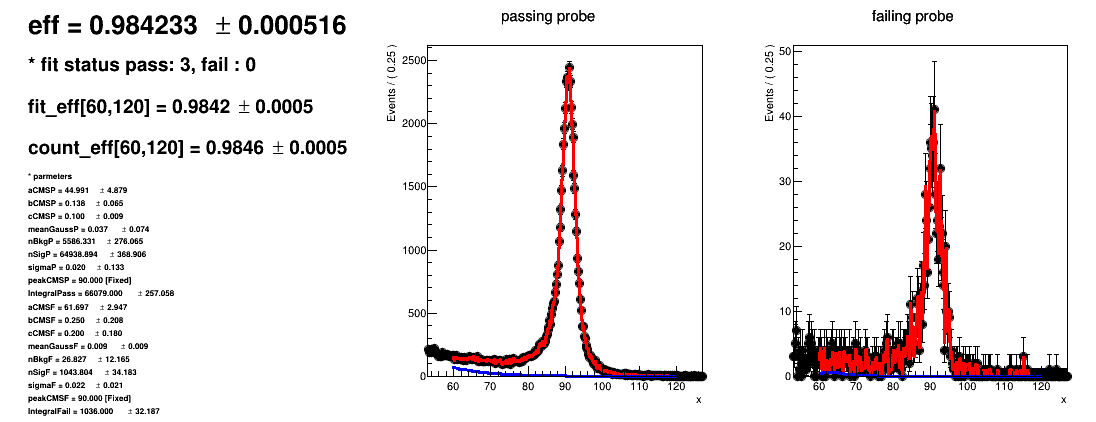 eff = 0.984233 ± 0.000516
* fit status pass: 3, fail : 0
fit_eff[60,120] = 0.9842 ± 0.0005
count_eff[60,120] = 0.9846 ± 0.0005
* parmeters
aCMSP = 44.991 ± 4.879
bCMSP = 0.138 ± 0.065
cCMSP = 0.100 ± 0.009
meanGaussP = 0.037 ± 0.074
nBkgP = 5586.331 ± 276.065
nSigP = 64938.894 ± 368.906
sigmaP = 0.020 ± 0.133
peakCMSP = 90.000 [Fixed]
IntegralPass = 66079.000 ± 257.058
aCMSF = 61.697 ± 2.947
bCMSF = 0.250 ± 0.208
cCMSF = 0.200 ± 0.180
meanGaussF = 0.009 ± 0.009
nBkgF = 26.827 ± 12.165
nSigF = 1043.804 ± 34.183
sigmaF = 0.022 ± 0.021
peakCMSF = 90.000 [Fixed]
IntegralFail = 1036.000 ± 32.187
passing probe
Events / ( 0.25 )
2500
2000
1500
1000
500
0
60 70 80 90 100 110 120
x
failing probe
Events / ( 0.25 )
50
40
30
20
10
0
60 70 80 90 100 110 120
x